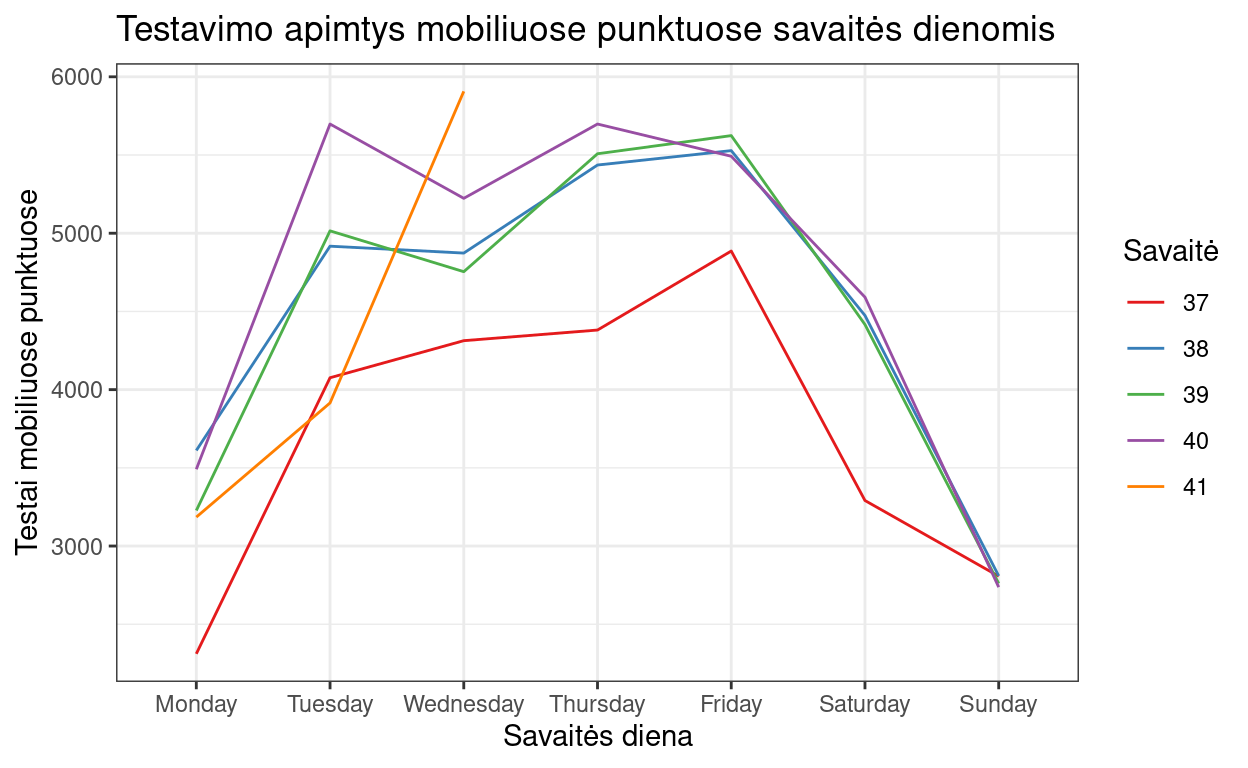 Testavimo apimtys mobiliuose punktuose savaitės dienomis
Testai mobiliuose punktuose
6000
5000
4000
3000
Monday Tuesday Wednesday Thursday Friday Saturday Sunday
Savaitės diena
Savaitė
37
38
39
40
41